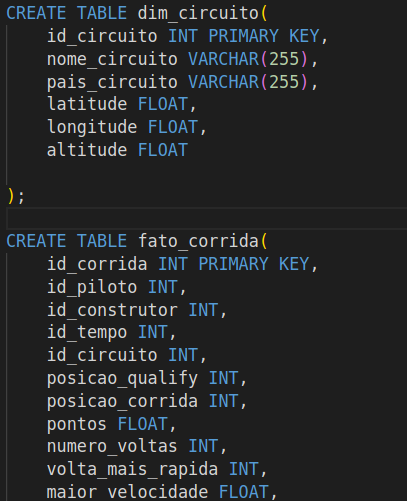 CREATE TABLE dim_circuito(
id_circuito INT PRIMARY KEY,
nome_circuito VARCHAR(255),
pais_circuito VARCHAR(255),
latitude FLOAT,
longitude FLOAT,
altitude FLOAT
);
CREATE TABLE fato_corrida(
id_corrida INT PRIMARY KEY,
id_piloto INT,
id_construtor INT,
id_tempo INT,
id_circuito INT,
posicao_qualify INT,
posicao_corrida INT,
pontos FLOAT,
numero_voltas INT,
volta_mais_rapida INT,
maior_velocidade FLOAT,